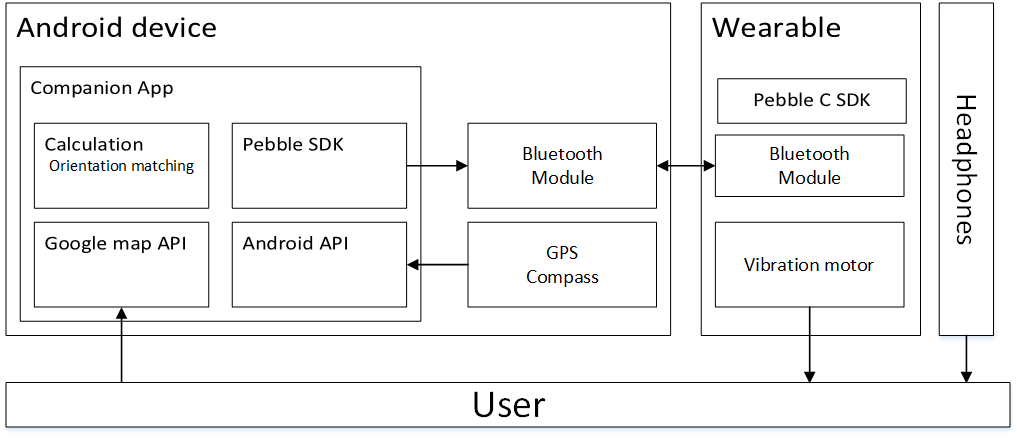 Android device
Companion App
Calculation
Orientation matching
Pebble SDK
Google map API
Android API
Bluetooth
Module
GPS
Compass
Wearable
Pebble C SDK
Bluetooth
Module
Vibration motor
Headphones
User